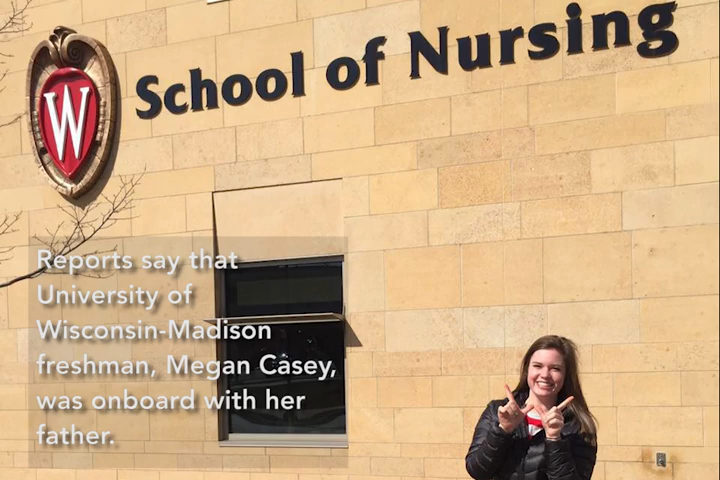 W
School of Nursing
Reports say that
University of
Wisconsin-Madison
freshman, Megan Casey,
was onboard with her
father.